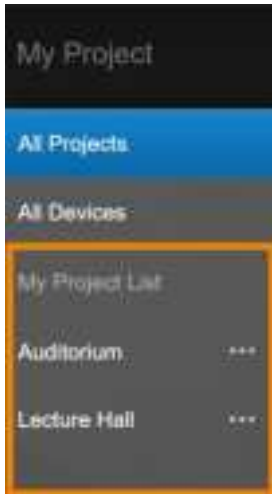 My Project
All Projects
All Devices
My Project List
Auditorium ...
Lecture Hall ...